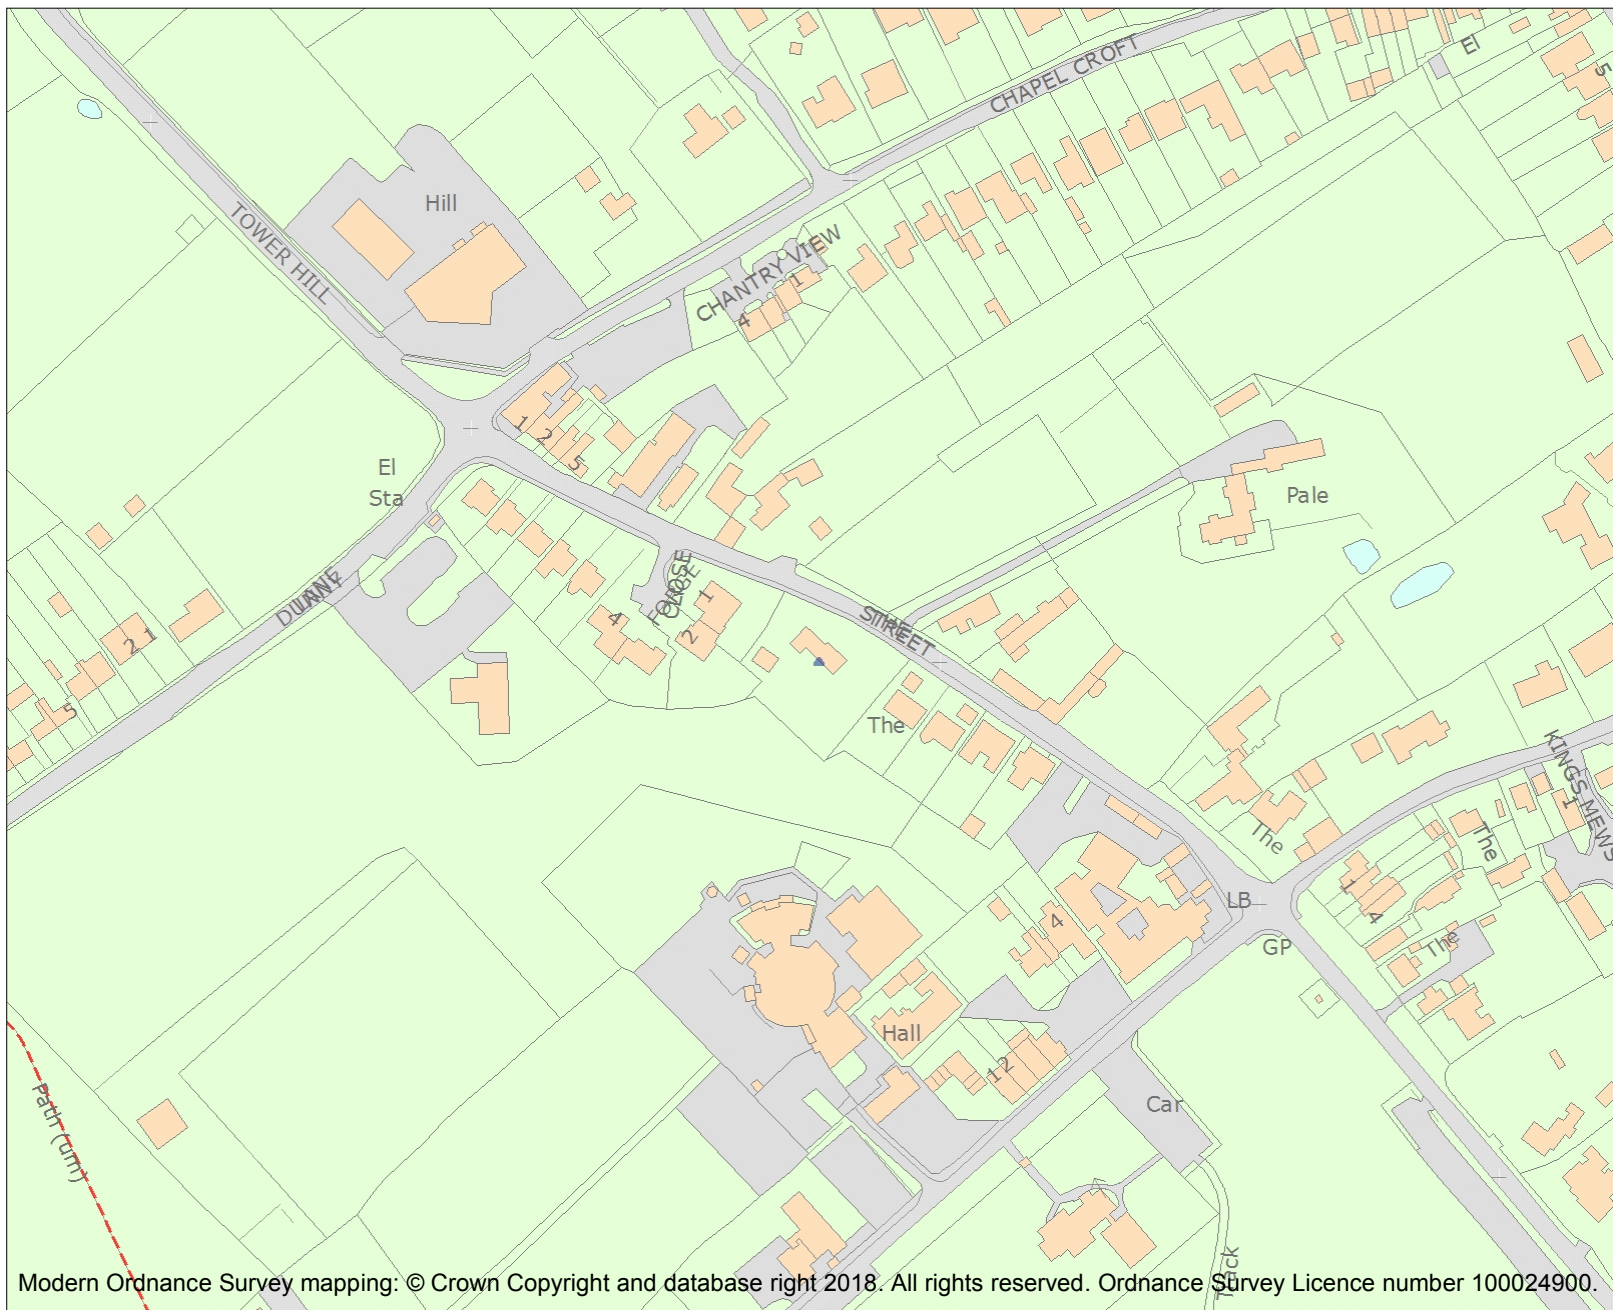 CHAPEL CROFT
El
5
Hill
TOWER HILL
CHANTRY VIEW
1
4
1
2
5
El
Sta
Pale
CLOSE
FORGE
1
2
4
DUNNY
LANE
2 1
5
THE
STREET
The
KINGS MEWS
1
The
The
1
4
LB
The
GP
4
Hall
1 2
Car
Path (um)
Track
Modern Ordnance Survey mapping: © Crown Copyright and database right 2018. All rights reserved. Ordnance Survey Licence number 100024900.